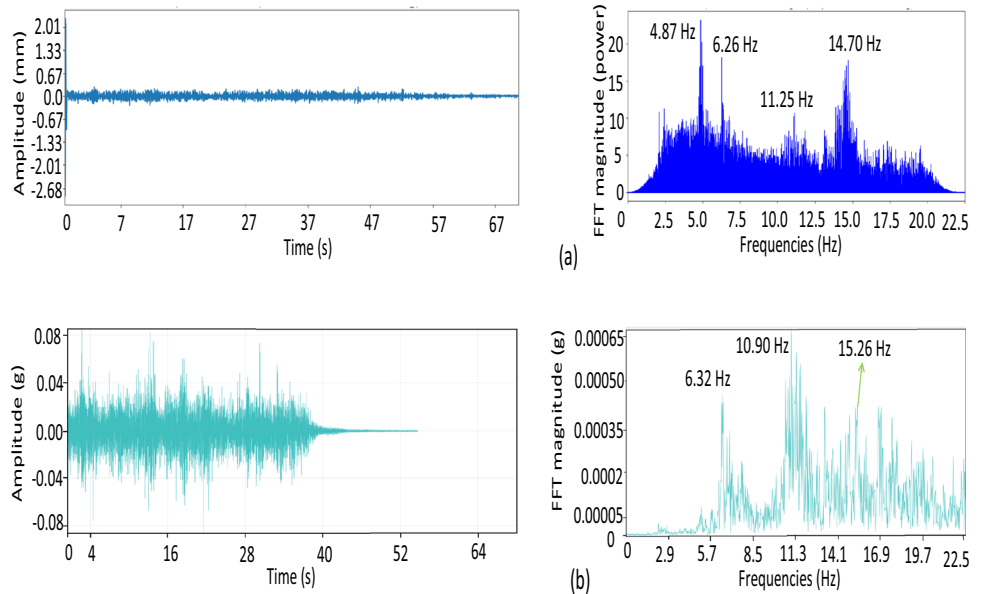 Amplitude (mm)
2.01
1.33
0.67
0.0
-0.67
-1.33
-2.01
-2.68
0 7 17 27 37 47 57 67
Time (s)
FFT magnitude (power)
20
15
10
5
0
4.87 Hz
6.26 Hz
11.25 Hz
14.70 Hz
0 2.5 5.0 7.5 10.0 12.5 15.0 17.5 20.0 22.5
Frequencies (Hz)
(a)
Amplitude (g)
0.08
0.04
0.00
-0.04
-0.08
0 4 16 28 40 52 64
Time (s)
FFT magnitude (g)
0.00065
0.00050
0.00035
0.0002
0.00005
0
6.32 Hz
10.90 Hz
15.26 Hz
0 2.9 5.7 8.5 11.3 14.1 16.9 19.7 22.5
Frequencies (Hz)
(b)